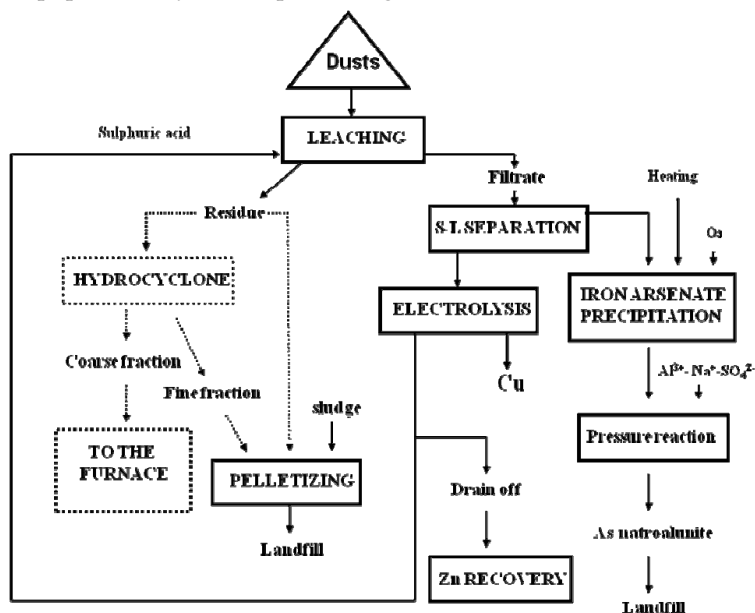 Dusts
Sulphuric acid
LEACHING
Filtrate
Heating
Residue
S-L SEPARATION
O₃
HYDROCYCLONE
ELECTROLYSIS
IRON ARSENATE
PRECIPITATION
Coarse fraction
Cu
Al³⁺- Na⁺-SO₄²⁻
Fine fraction
sludge
Pressure reaction
TO THE
FURNACE
PELLETIZING
Drain off
As natroalunite
Landfill
Zn RECOVERY
Landfill